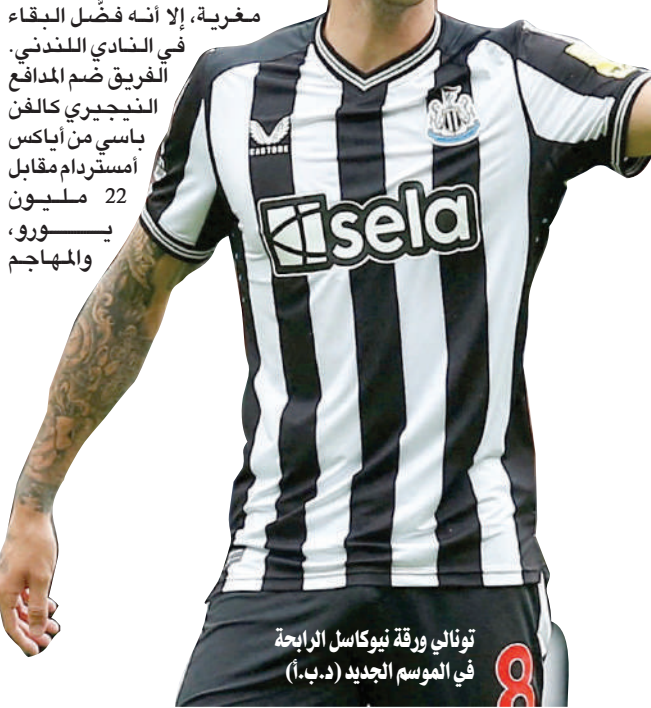 مغرية، إلا أنه فضّل البقاء
في النادي اللندني.
الفريق ضم المدافع
النيجيري كالفن
باسي من أياكس
أمستردام مقابل
22 مليون
يورو،
والمهاجم
CASTORE
sela
تونالي ورقة نيوكاسل الرابحة
في الموسم الجديد (د.ب.أ)
8